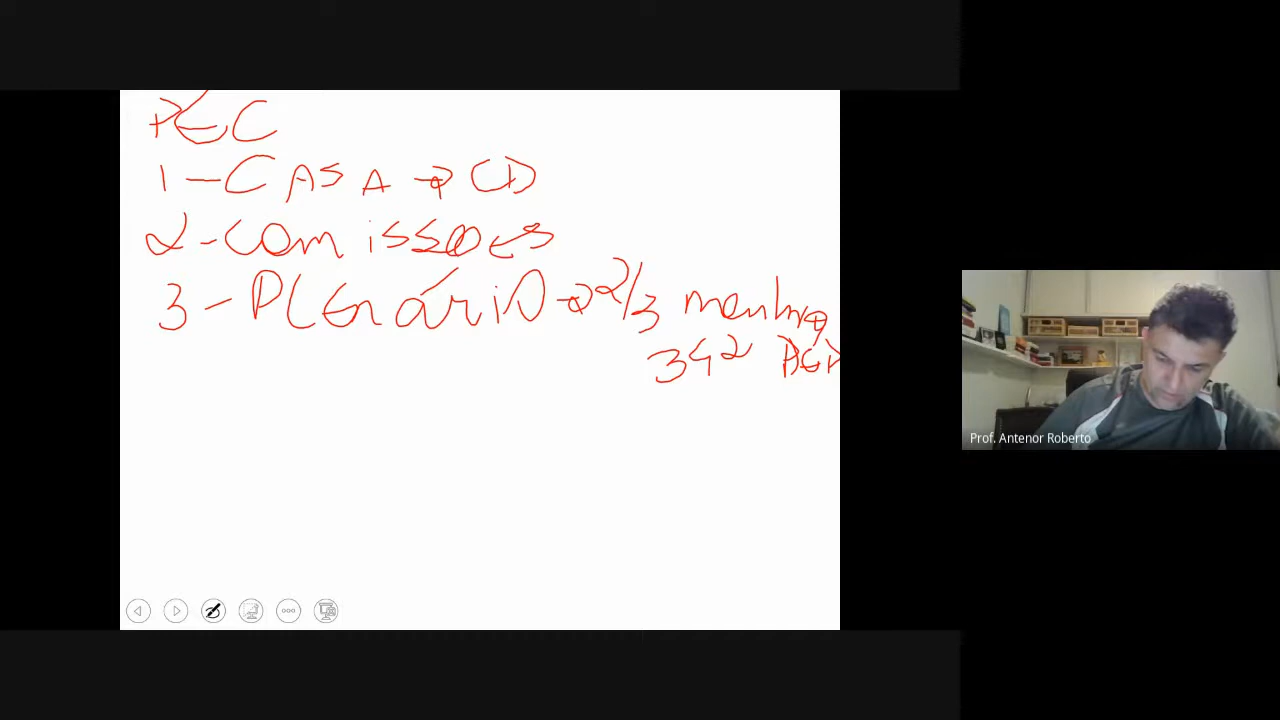 PEC
1 - CASA → CD
2 - comissões
3 - PLEnário → 2/3 membros
342 DEP
Prof. Antenor Roberto